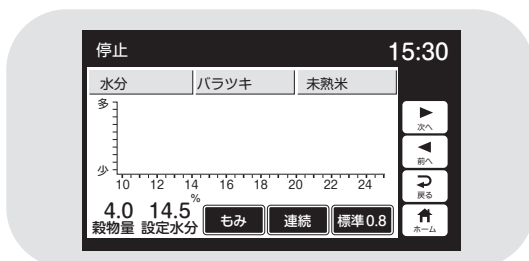 停止 15:30
水分 バラツキ 未熟米
多
少
10 12 14 16 18 20 22 24
%
4.0 14.5
穀物量 設定水分
もみ 連続 標準0.8
次へ
前へ
戻る
ホーム